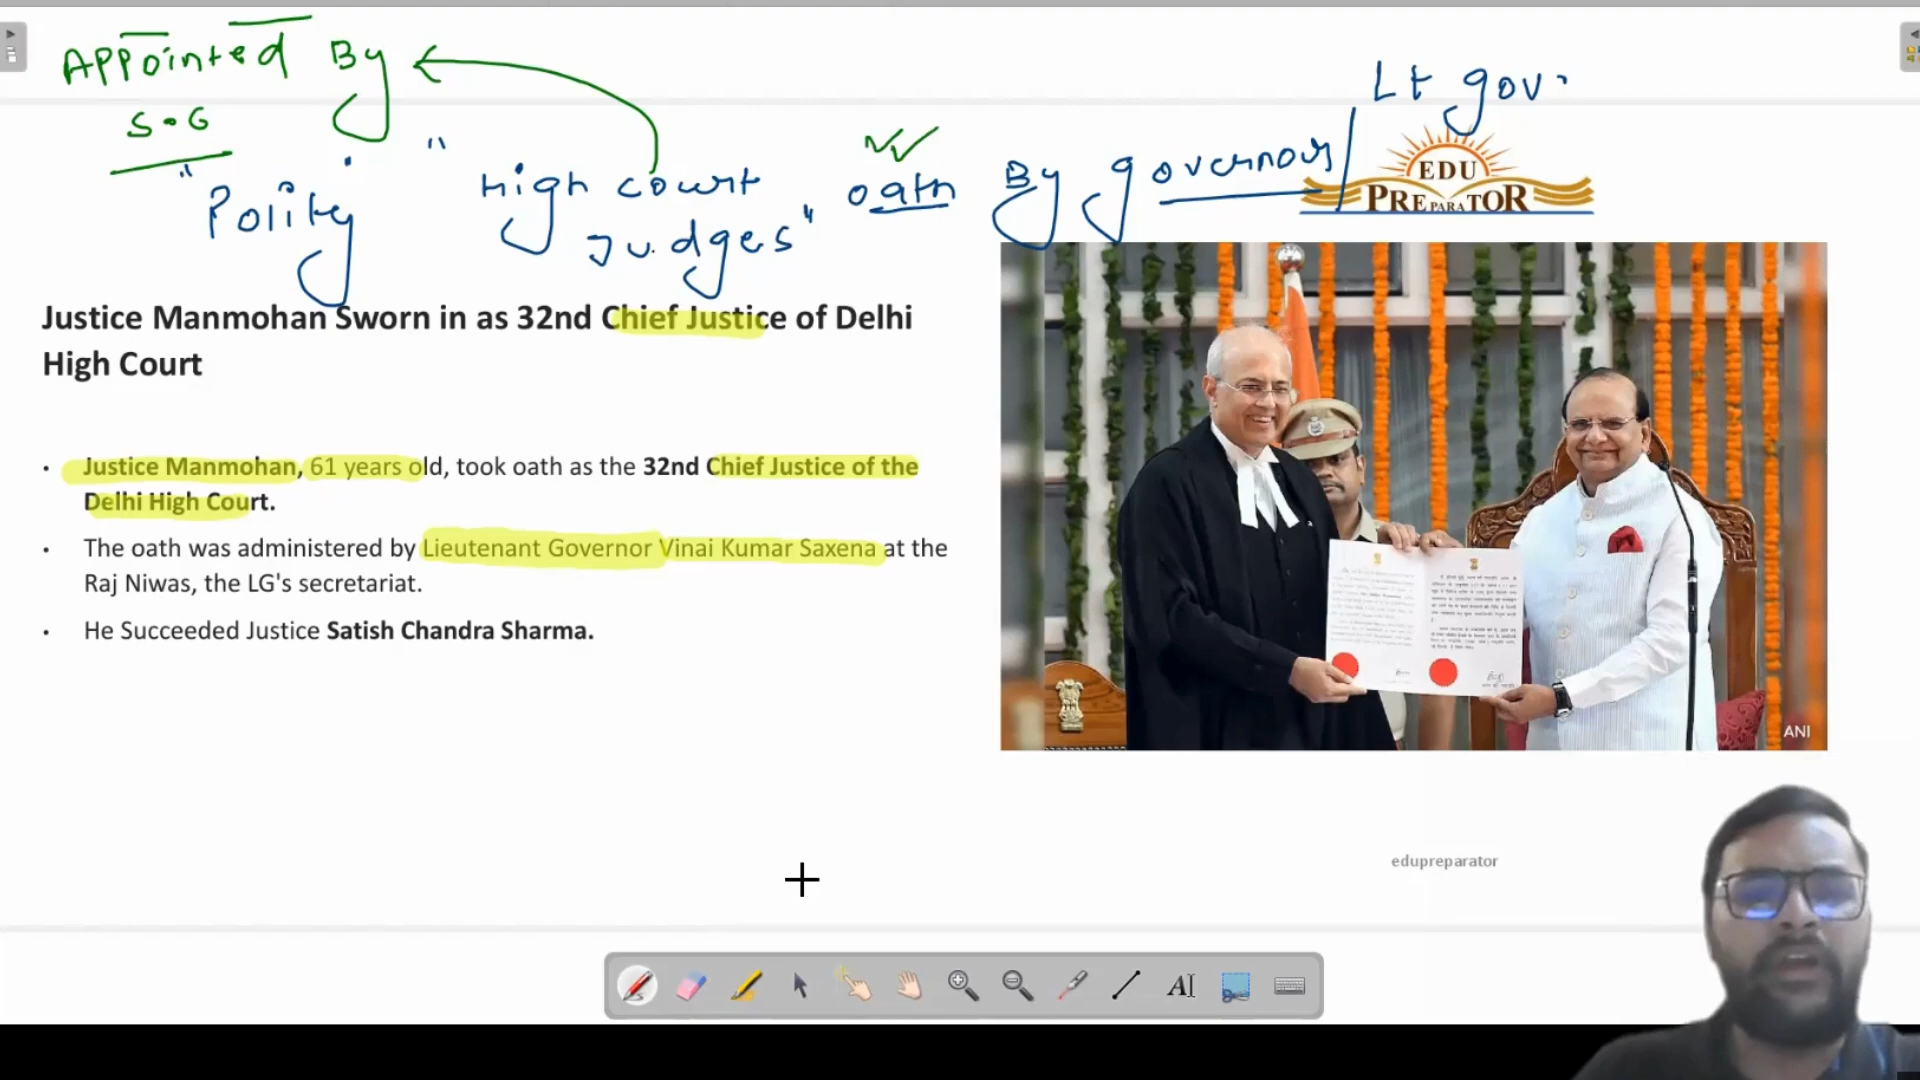 Appointed By
S.G
Lt gov.
"Polity"
"High court
Judges"
oath By governor/
EDU
PREPARATOR
Justice Manmohan Sworn in as 32nd Chief Justice of Delhi
High Court
• Justice Manmohan, 61 years old, took oath as the 32nd Chief Justice of the
Delhi High Court.
• The oath was administered by Lieutenant Governor Vinai Kumar Saxena at the
Raj Niwas, the LG's secretariat.
• He Succeeded Justice Satish Chandra Sharma.
ANI
edupreparator
AI